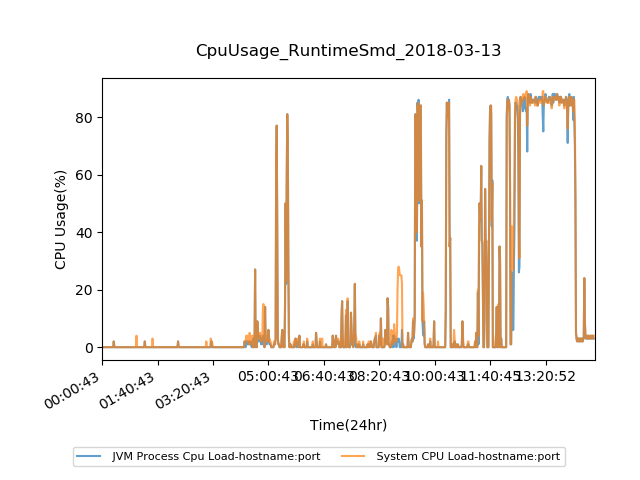 CpuUsage_RuntimeSmd_2018-03-13
CPU Usage(%)
80
60
40
20
0
00:00:43
01:40:43
03:20:43
05:00:43
06:40:43
08:20:43
10:00:43
11:40:45
13:20:52
Time(24hr)
JVM Process Cpu Load-hostname:port
System CPU Load-hostname:port